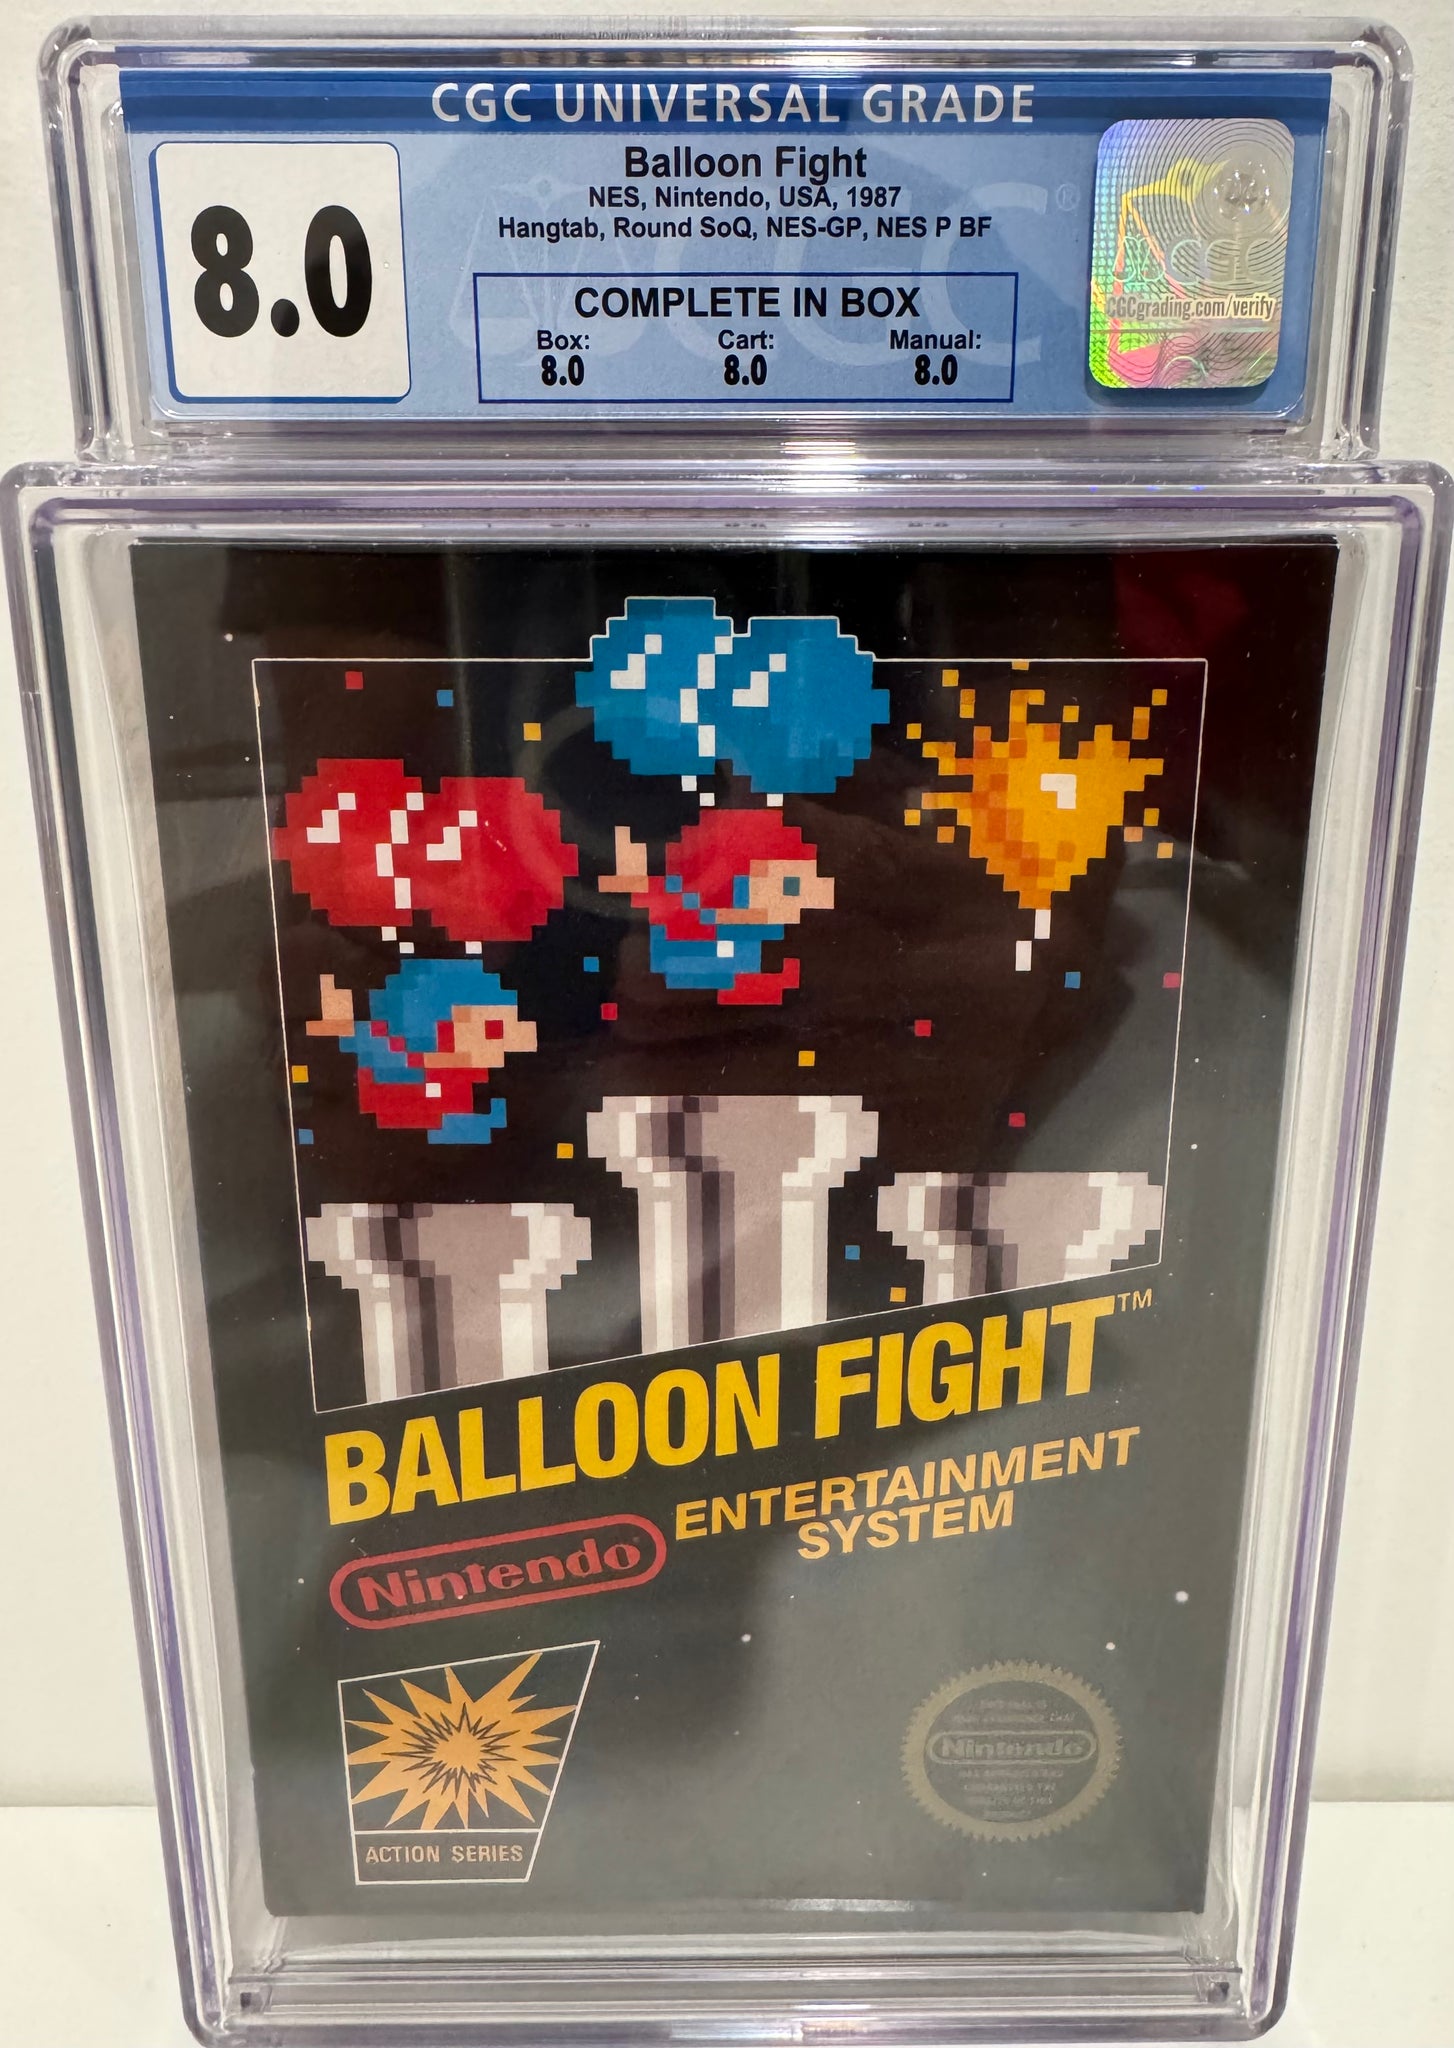 CGC UNIVERSAL GRADE
8.0
Balloon Fight
NES, Nintendo, USA, 1987
Hangtab, Round SoQ, NES-GP, NES P BF
COMPLETE IN BOX
Box: Cart: Manual:
8.0 8.0 8.0
CGC
CGCgrading.com/verify
BALLOON FIGHT™
Nintendo ENTERTAINMENT
SYSTEM
ACTION SERIES
Nintendo